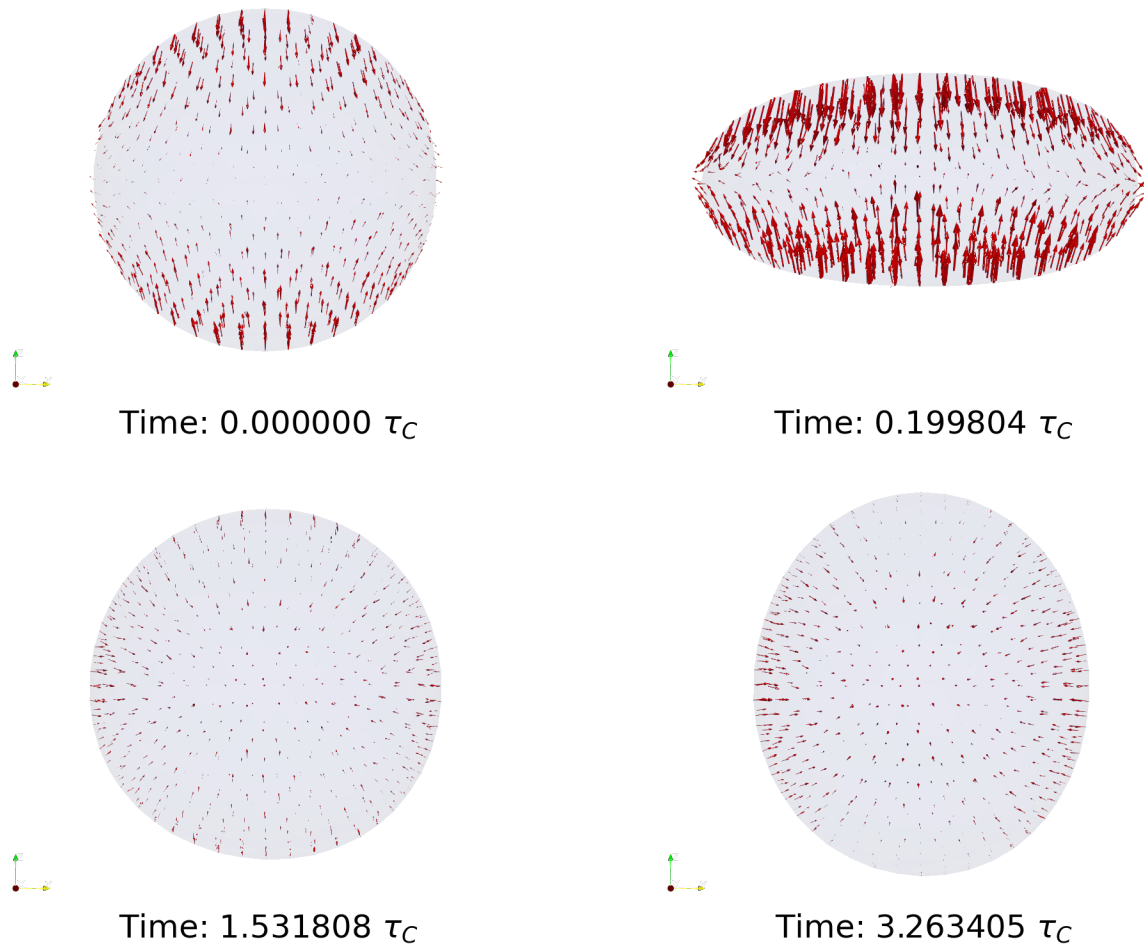 Time: 0.000000 τ_C
Time: 0.199804 τ_C
Time: 1.531808 τ_C
Time: 3.263405 τ_C